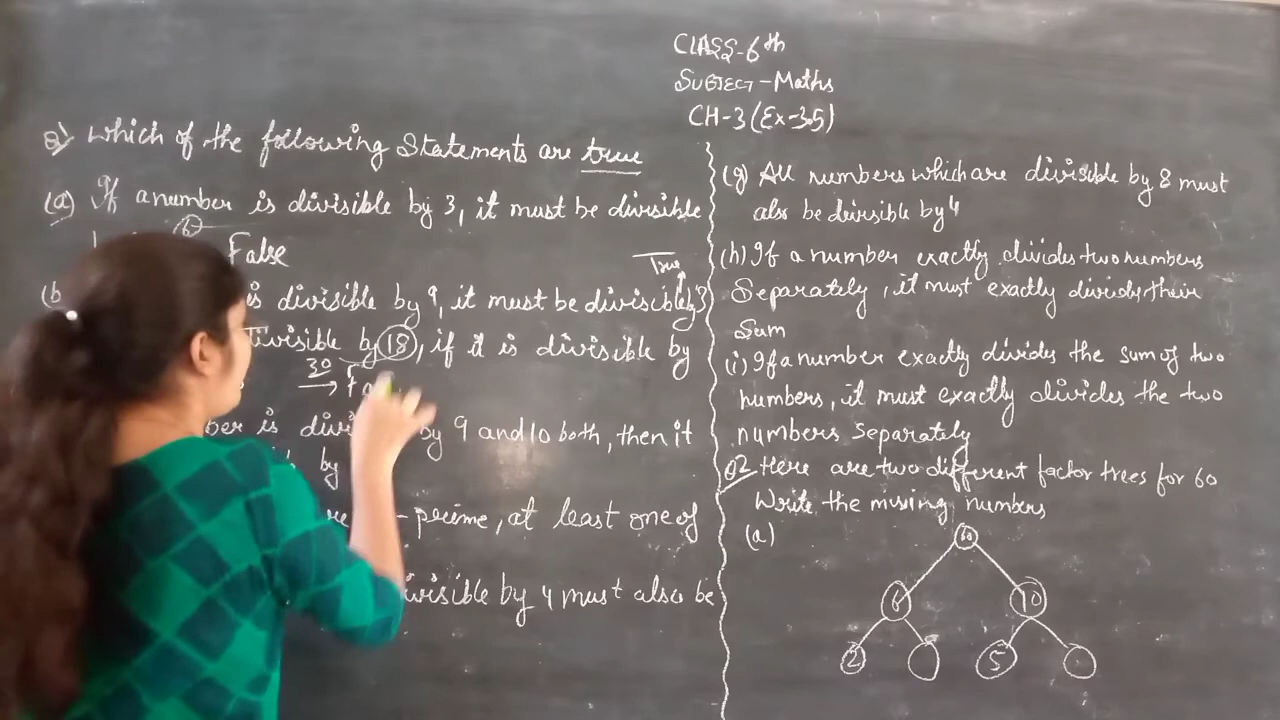 CLASS-6th
SUBJECT-Maths
CH-3 (Ex-3.5)
Q1 Which of the following Statements are true
(a) If a number is divisible by 3, it must be divisible
False
True
(b is divisible by 9, it must be divisible by 3
divisible by 18, if it is divisible by
30
by 9 and 10 both, then it
by
-prime, at least one of
divisible by 4 must also be
(g) All numbers which are divisible by 8 must
also be divisible by 4
(h) If a number exactly divides two numbers
Separately, it must exactly divides their
Sum
(i) If a number exactly divides the sum of two
numbers, it must exactly divides the two
numbers separately
Q2 Here are two different factor trees for 60
Write the missing numbers
(a)
60
6 10
2 5